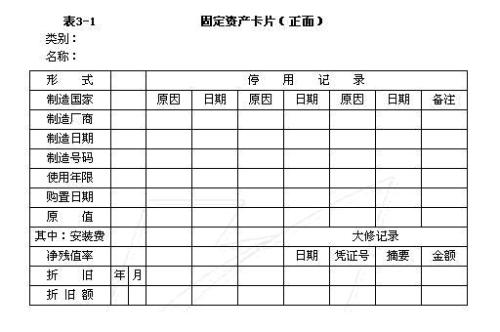 表3-1 固定资产卡片(正面)
类别:
名称:
形 式 停 用 记 录
制造国家 原因 日期 原因 日期 原因 日期 备注
制造厂商
制造日期
制造号码
使用年限
购置日期
原 值
其中:安装费 大修记录
净残值率 日期 凭证号 摘要 金额
折 旧 年 月
折 旧 额